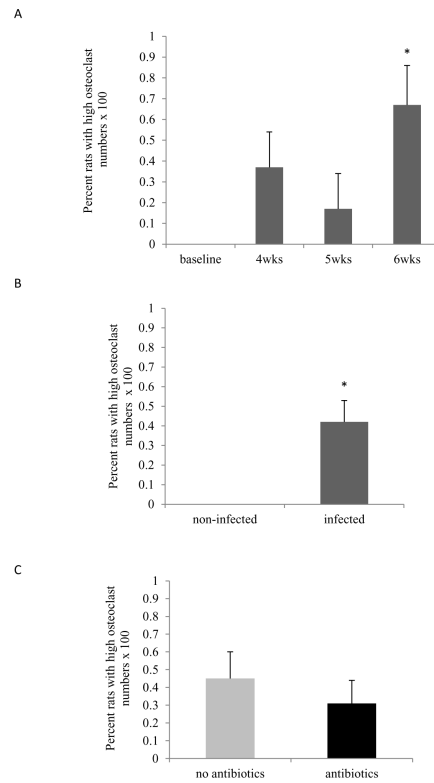 A
Percent rats with high osteoclast
numbers x 100
1
0.9
0.8
0.7
0.6
0.5
0.4
0.3
0.2
0.1
0
*
baseline 4wks 5wks 6wks
B
Percent rats with high osteoclast
numbers x 100
1
0.9
0.8
0.7
0.6
0.5
0.4
0.3
0.2
0.1
0
*
non-infected infected
C
Percent rats with high osteoclast
numbers x 100
1
0.9
0.8
0.7
0.6
0.5
0.4
0.3
0.2
0.1
0
no antibiotics antibiotics